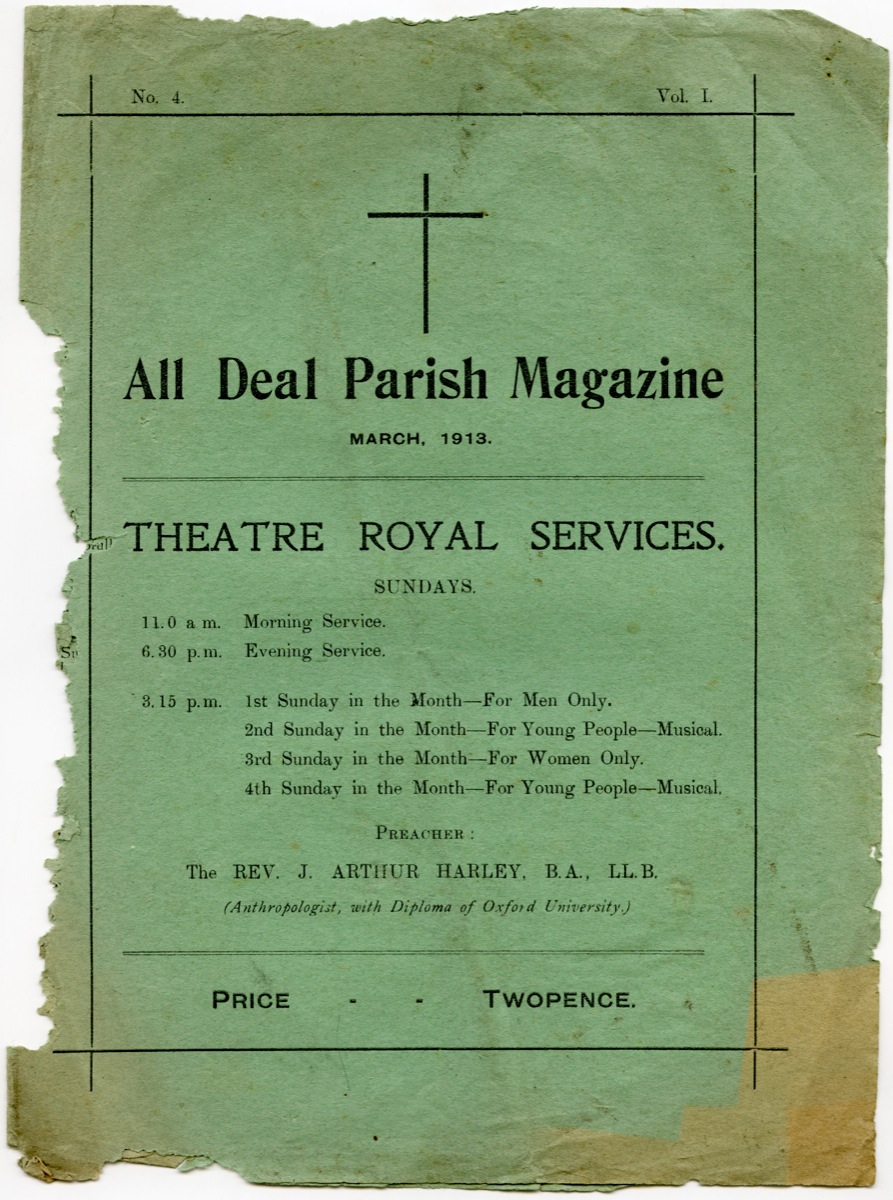 No. 4. Vol. I.
All Deal Parish Magazine
MARCH, 1913.
THEATRE ROYAL SERVICES.
SUNDAYS.
11.0 a m. Morning Service.
6.30 p.m. Evening Service.
3.15 p.m. 1st Sunday in the Month—For Men Only.
2nd Sunday in the Month—For Young People—Musical.
3rd Sunday in the Month—For Women Only.
4th Sunday in the Month—For Young People—Musical.
PREACHER :
The REV. J. ARTHUR HARLEY, B.A., LL.B.
(Anthropologist, with Diploma of Oxford University.)
PRICE - - TWOPENCE.